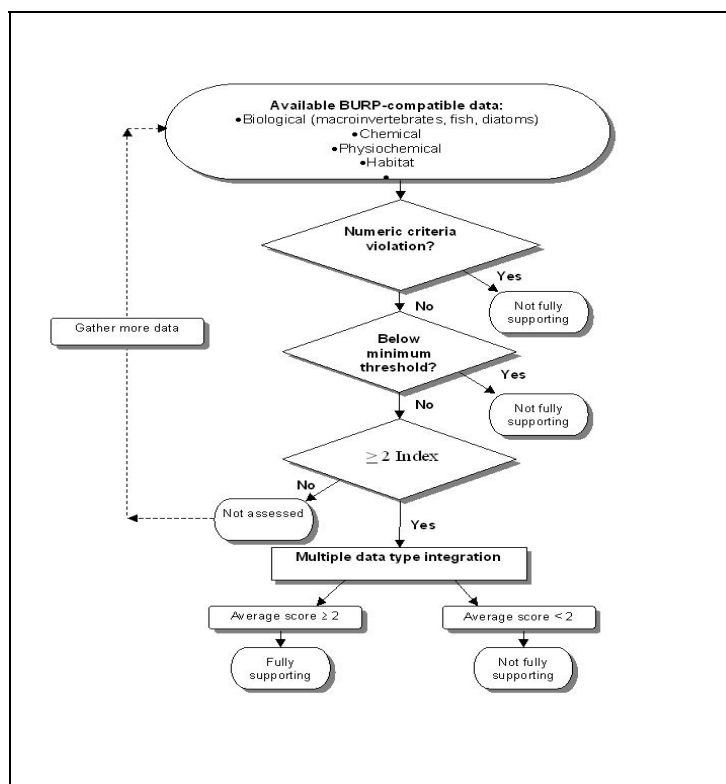 Available BURP-compatible data:
•Biological (macroinvertebrates, fish, diatoms)
•Chemical
•Physiochemical
•Habitat
•
Numeric criteria
violation?
Yes
Not fully
supporting
No
Gather more data
Below
minimum
threshold?
Yes
Not fully
supporting
No
≥ 2 Index
No
Not assessed
Yes
Multiple data type integration
Average score ≥ 2
Average score < 2
Fully
supporting
Not fully
supporting